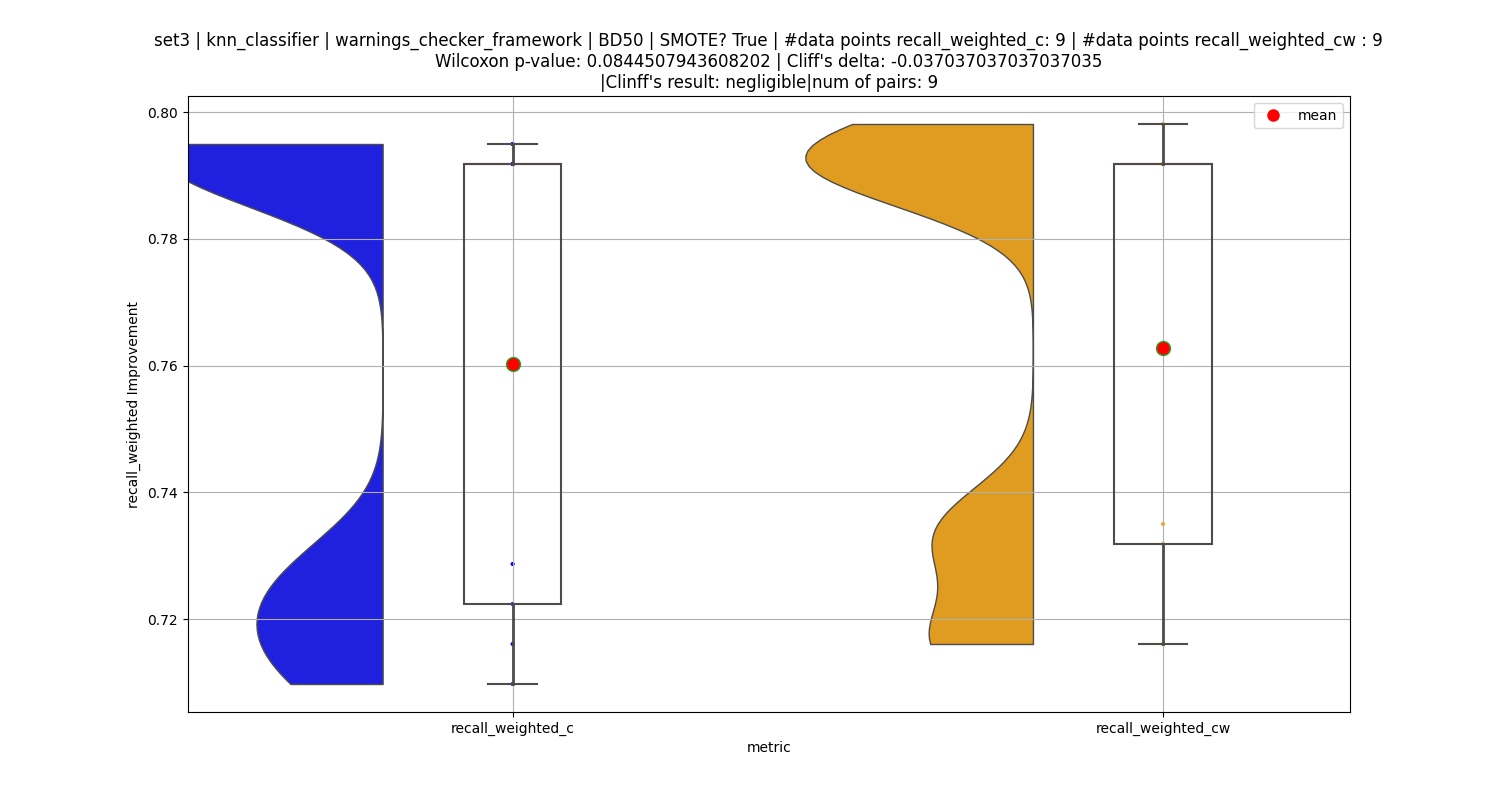 set3 | knn_classifier | warnings_checker_framework | BD50 | SMOTE? True | #data points recall_weighted_c: 9 | #data points recall_weighted_cw : 9
Wilcoxon p-value: 0.0844507943608202 | Cliff's delta: -0.037037037037037035
|Clinff's result: negligible|num of pairs: 9
mean
0.80
0.78
0.76
0.74
0.72
recall_weighted Improvement
recall_weighted_c
recall_weighted_cw
metric